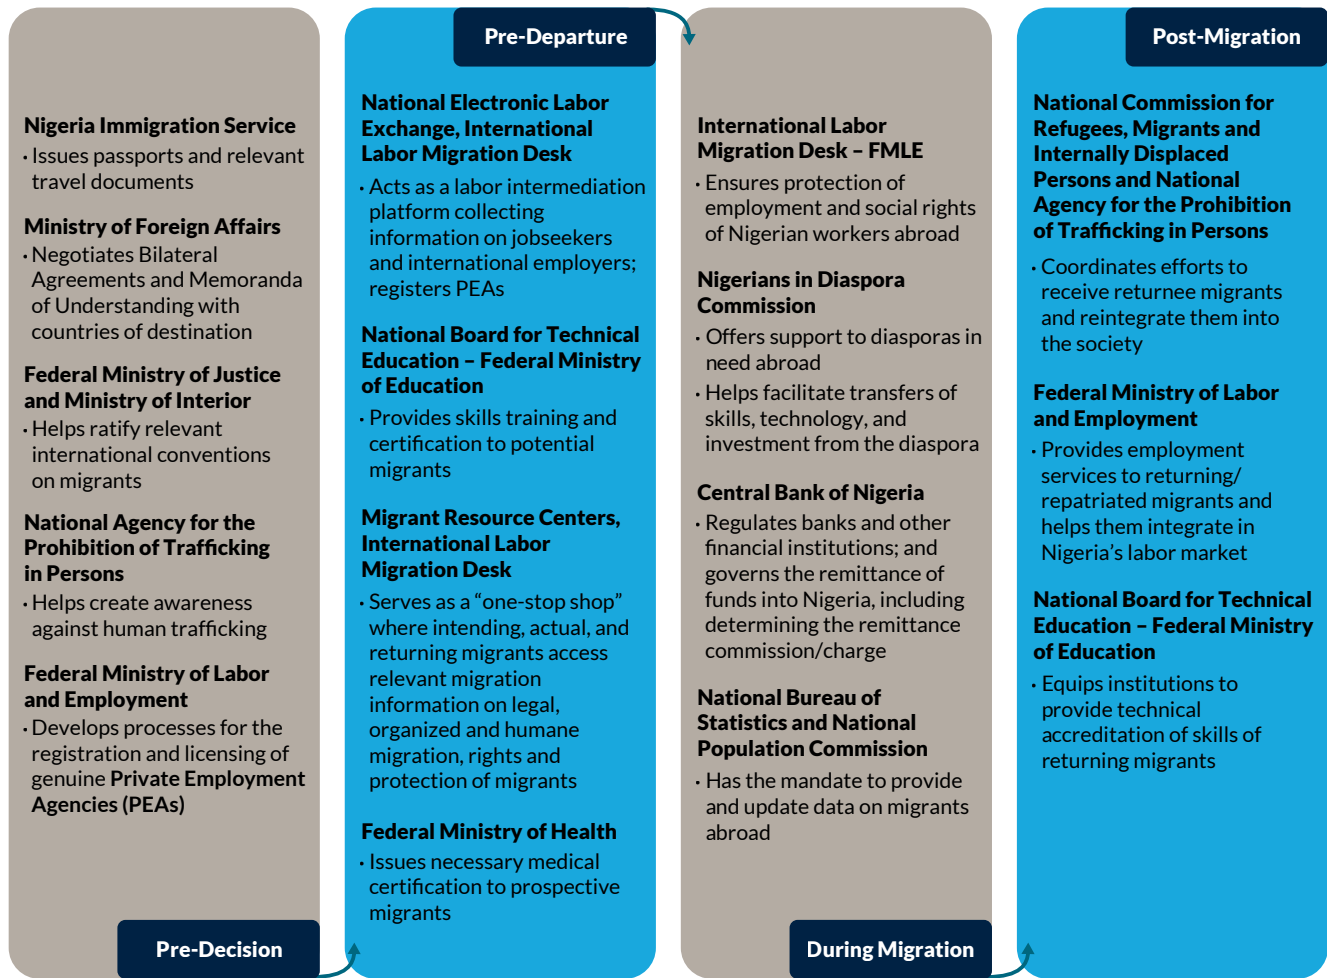 Nigeria Immigration Service
· Issues passports and relevant
travel documents
Ministry of Foreign Affairs
· Negotiates Bilateral
Agreements and Memoranda
of Understanding with
countries of destination
Federal Ministry of Justice
and Ministry of Interior
· Helps ratify relevant
international conventions
on migrants
National Agency for the
Prohibition of Trafficking
in Persons
· Helps create awareness
against human trafficking
Federal Ministry of Labor
and Employment
· Develops processes for the
registration and licensing of
genuine Private Employment
Agencies (PEAs)
Pre-Decision
Pre-Departure
National Electronic Labor
Exchange, International
Labor Migration Desk
· Acts as a labor intermediation
platform collecting
information on jobseekers
and international employers;
registers PEAs
National Board for Technical
Education – Federal Ministry
of Education
· Provides skills training and
certification to potential
migrants
Migrant Resource Centers,
International Labor
Migration Desk
· Serves as a “one-stop shop”
where intending, actual, and
returning migrants access
relevant migration
information on legal,
organized and humane
migration, rights and
protection of migrants
Federal Ministry of Health
· Issues necessary medical
certification to prospective
migrants
International Labor
Migration Desk – FMLE
· Ensures protection of
employment and social rights
of Nigerian workers abroad
Nigerians in Diaspora
Commission
· Offers support to diasporas in
need abroad
· Helps facilitate transfers of
skills, technology, and
investment from the diaspora
Central Bank of Nigeria
· Regulates banks and other
financial institutions; and
governs the remittance of
funds into Nigeria, including
determining the remittance
commission/charge
National Bureau of
Statistics and National
Population Commission
· Has the mandate to provide
and update data on migrants
abroad
During Migration
Post-Migration
National Commission for
Refugees, Migrants and
Internally Displaced
Persons and National
Agency for the Prohibition
of Trafficking in Persons
· Coordinates efforts to
receive returnee migrants
and reintegrate them into
the society
Federal Ministry of Labor
and Employment
· Provides employment
services to returning/
repatriated migrants and
helps them integrate in
Nigeria’s labor market
National Board for Technical
Education – Federal Ministry
of Education
· Equips institutions to
provide technical
accreditation of skills of
returning migrants